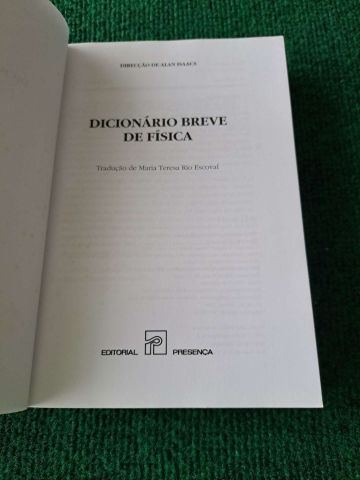 DIRECÇÃO DE ALAN ISAACS
DICIONÁRIO BREVE
DE FÍSICA
Tradução de Maria Teresa Rio Escoval
EDITORIAL PRESENÇA